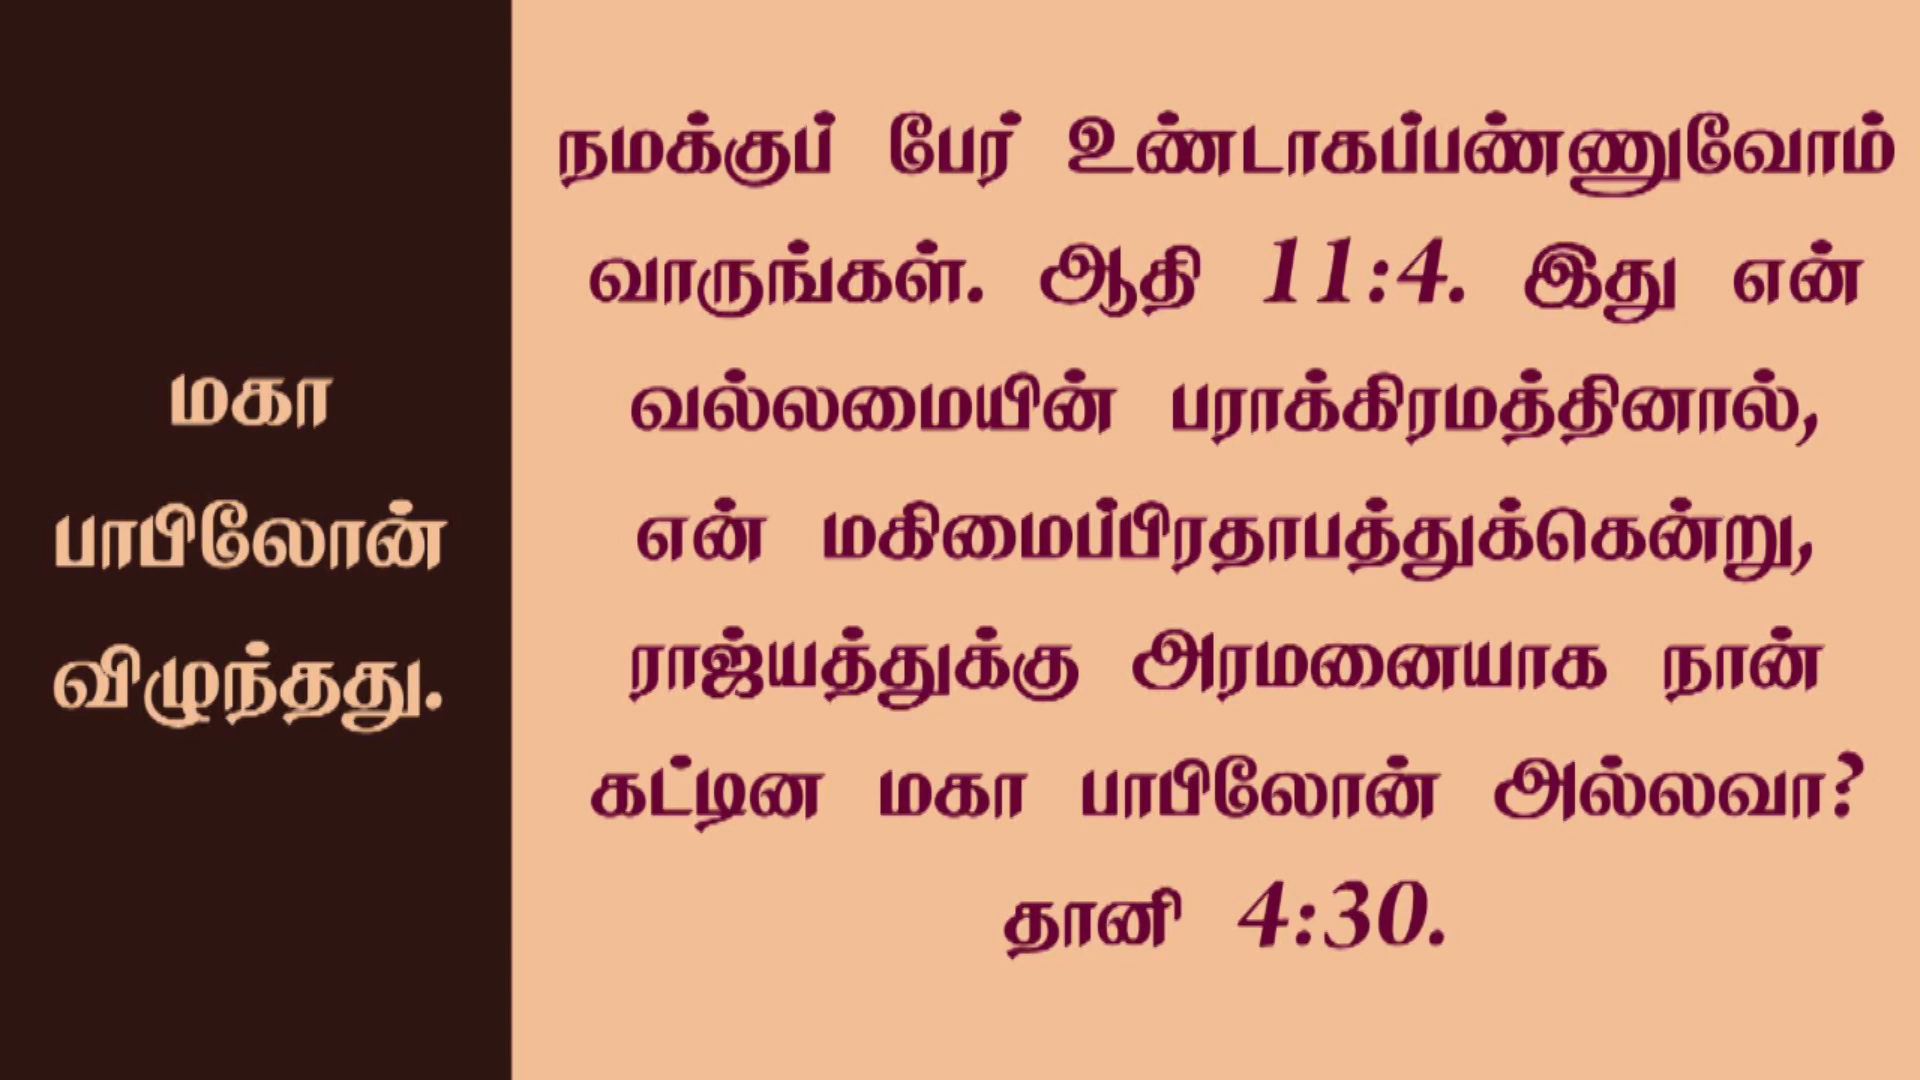 மகா
பாபிலோன்
விழுந்தது.
நமக்குப் பேர் உண்டாகப்பண்ணுவோம்
வாருங்கள். ஆதி 11:4. இது என்
வல்லமையின் பராக்கிரமத்தினால்,
என் மகிமைப்பிரதாபத்துக்கென்று,
ராஜ்யத்துக்கு அரமனையாக நான்
கட்டின மகா பாபிலோன் அல்லவா?
தானி 4:30.